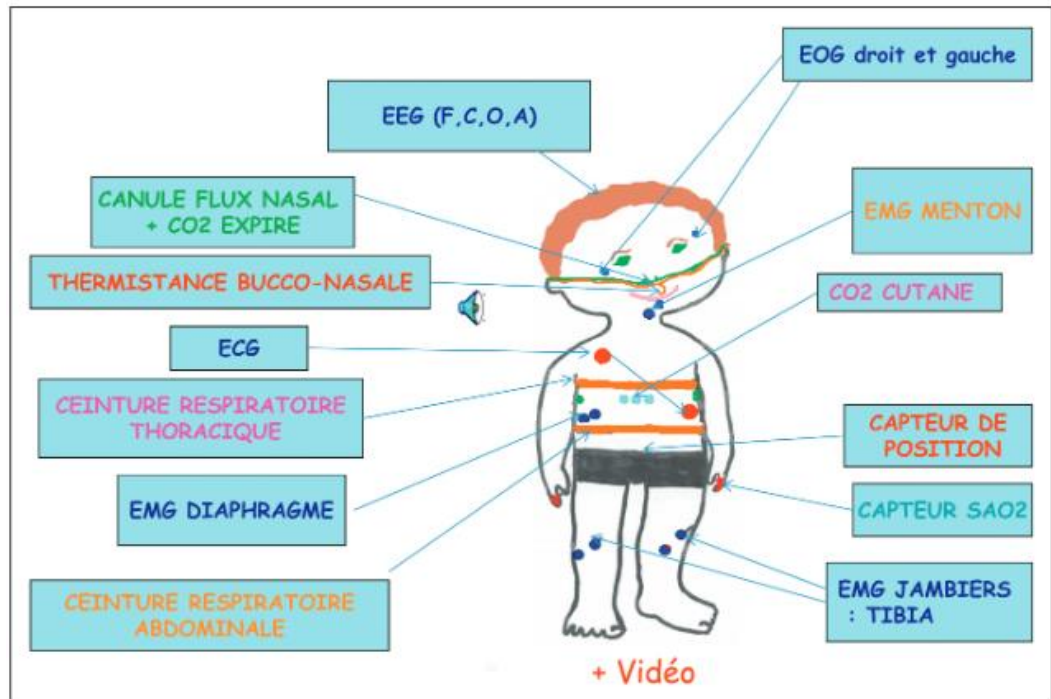 EOG droit et gauche
EEG (F,C,O,A)
CANULE FLUX NASAL
+ CO2 EXPIRE
EMG MENTON
THERMISTANCE BUCCO-NASALE
CO2 CUTANE
ECG
CEINTURE RESPIRATOIRE
THORACIQUE
CAPTEUR DE
POSITION
EMG DIAPHRAGME
CAPTEUR SAO2
CEINTURE RESPIRATOIRE
ABDOMINALE
EMG JAMBIERS
: TIBIA
+ Vidéo